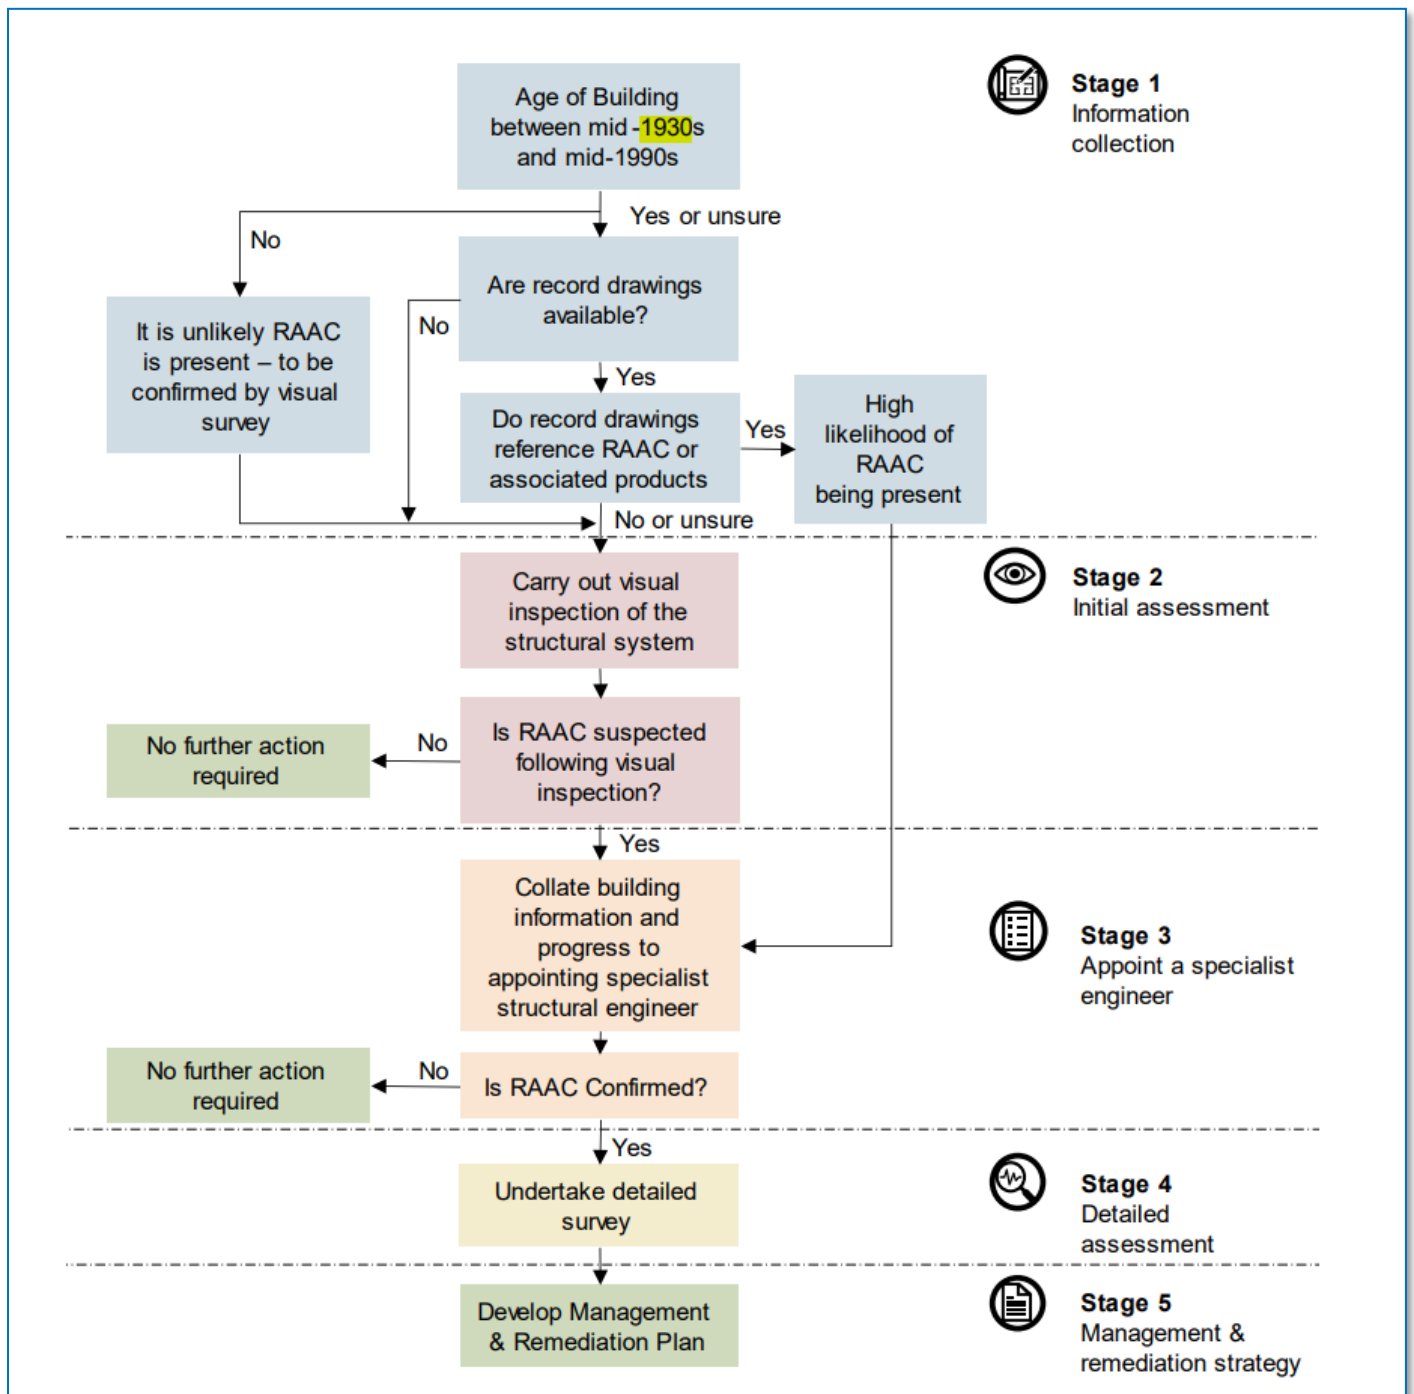 Age of Building
between mid -1930s
and mid-1990s
Stage 1
Information
collection
Yes or unsure
No
Are record drawings
available?
No
It is unlikely RAAC
is present – to be
confirmed by visual
survey
Yes
Do record drawings
reference RAAC or
associated products
Yes
High
likelihood of
RAAC
being present
No or unsure
Carry out visual
inspection of the
structural system
Stage 2
Initial assessment
Is RAAC suspected
following visual
inspection?
No
No further action
required
Yes
Collate building
information and
progress to
appointing specialist
structural engineer
Stage 3
Appoint a specialist
engineer
Is RAAC Confirmed?
No
No further action
required
Yes
Undertake detailed
survey
Stage 4
Detailed
assessment
Develop Management
& Remediation Plan
Stage 5
Management &
remediation strategy